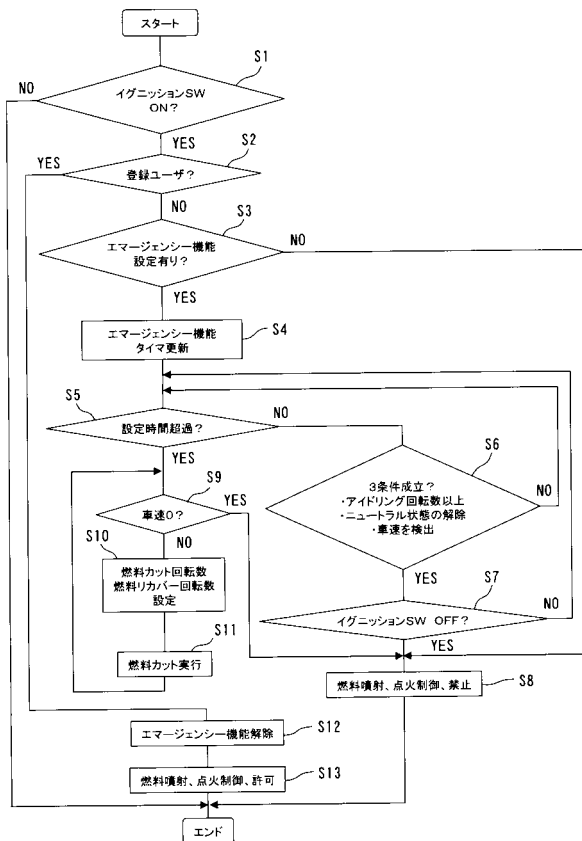 スタート
S1
NO
イグニッションSW
ON?
YES
S2
YES
登録ユーザ?
NO
S3
エマージェンシー機能
設定有り?
NO
YES
S4
エマージェンシー機能
タイマ更新
S5
設定時間超過?
NO
YES
S6
3条件成立?
・アイドリング回転数以上
・ニュートラル状態の解除
・車速を検出
NO
YES
S9
車速0?
YES
NO
S10
燃料カット回転数
燃料リカバー回転数
設定
S7
イグニッションSW OFF?
NO
YES
S11
燃料カット実行
S8
燃料噴射、点火制御、禁止
S12
エマージェンシー機能解除
S13
燃料噴射、点火制御、許可
エンド